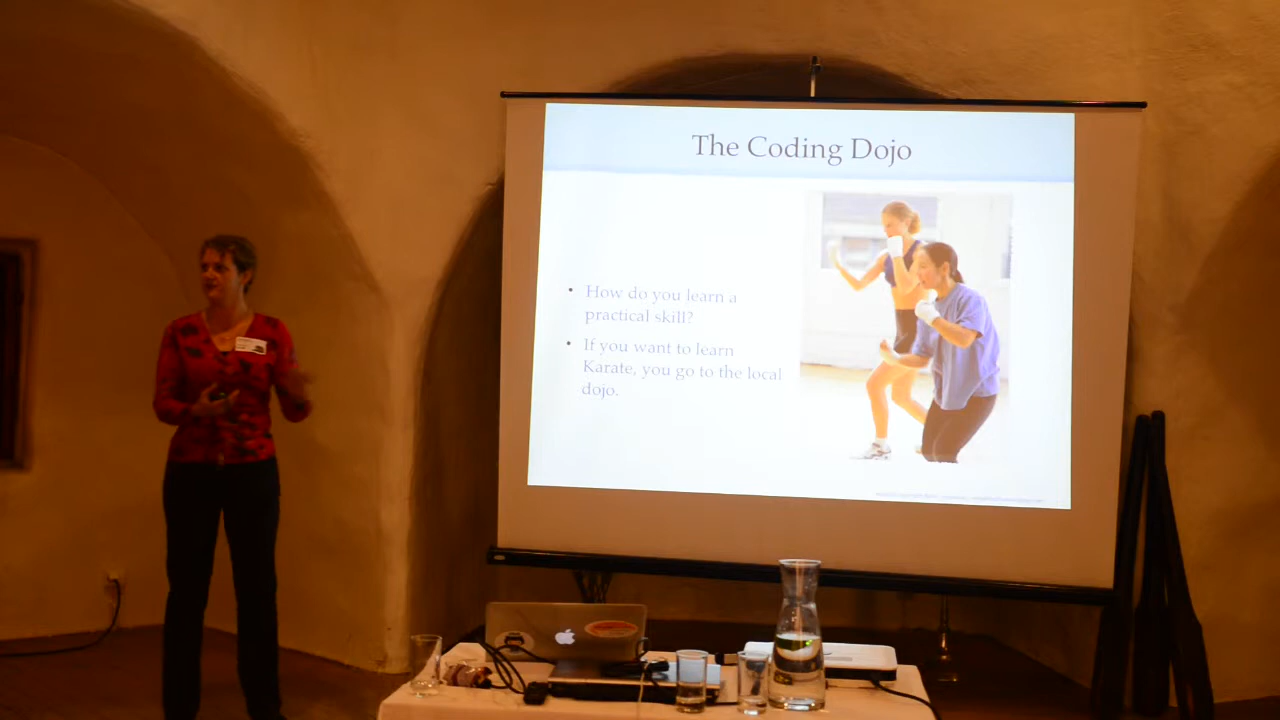 The Coding Dojo
• How do you learn a
practical skill?
• If you want to learn
Karate, you go to the local
dojo.